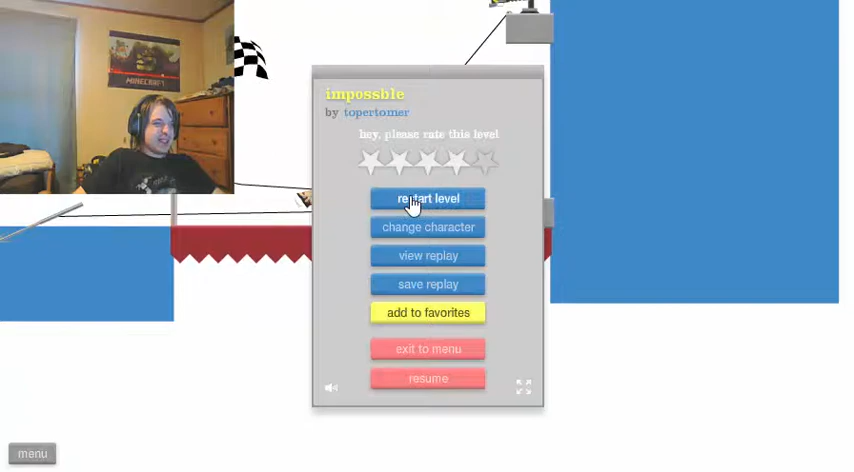 MINECRAFT
impossble
by topertomer
hey, please rate this level
restart level
change character
view replay
save replay
add to favorites
exit to menu
resume
menu